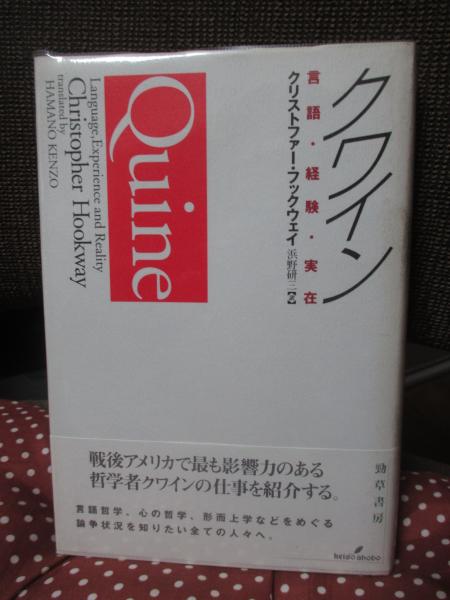 クワイン
言語・経験・実在
クリストファー・フックウェイ
浜野研三【訳】
Quine
Language, Experience and Reality
Christopher Hookway
translated by
HAMANO KENZO
戦後アメリカで最も影響力のある
哲学者クワインの仕事を紹介する。
言語哲学、心の哲学、形而上学などをめぐる
論争状況を知りたい全ての人々へ。
勁草書房
keiso shobo